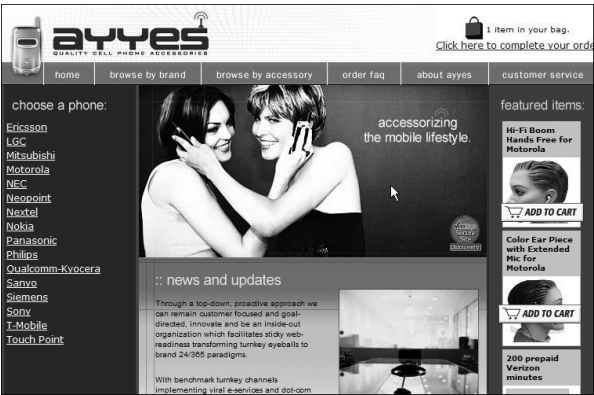 ayyes
QUALITY CELL PHONE ACCESSORIES
1 item in your bag.
Click here to complete your orde
home
browse by brand
browse by accessory
order faq
about ayyes
customer service
choose a phone:
Ericsson
LGC
Mitsubishi
Motorola
NEC
Neopoint
Nextel
Nokia
Panasonic
Philips
Qualcomm-Kyocera
Sanyo
Siemens
Sony
T-Mobile
Touch Point
accessorizing
the mobile lifestyle.
Secure
Site
:: news and updates
Through a top-down, proactive approach we
can remain customer focused and goal-
directed, innovate and be an inside-out
organization which facilitates sticky web-
readiness transforming turnkey eyeballs to
brand 24/365 paradigms.
With benchmark turnkey channels
implementing viral e-services and dot-com
featured items:
Hi-Fi Boom
Hands Free for
Motorola
ADD TO CART
Color Ear Piece
with Extended
Mic for
Motorola
ADD TO CART
200 prepaid
Verizon
minutes